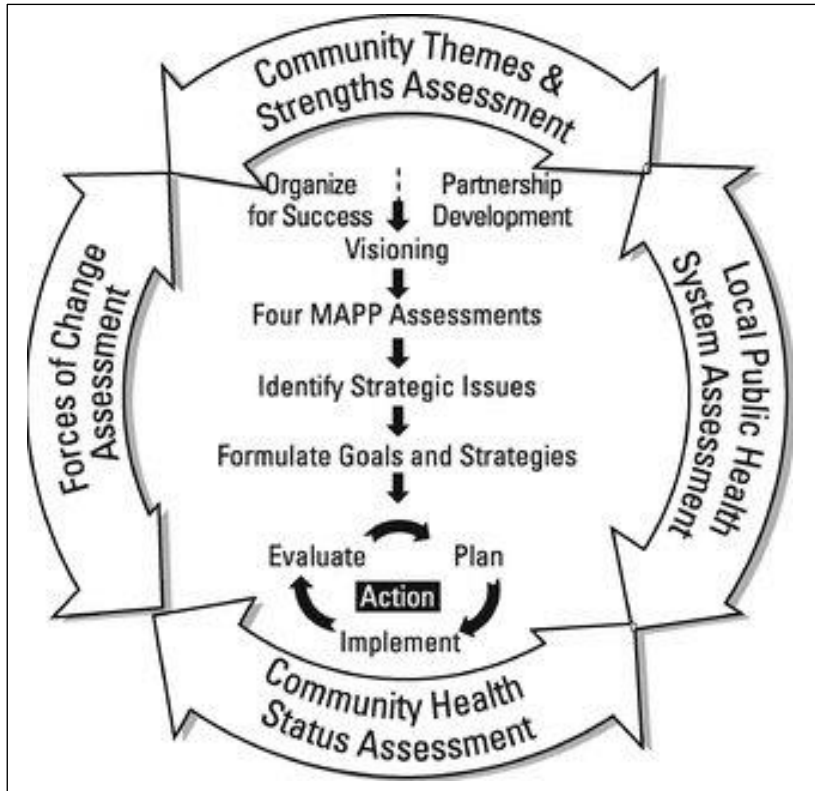 Community Themes &
Strengths Assessment
Organize
for Success
Partnership
Development
Visioning
Four MAPP Assessments
Identify Strategic Issues
Formulate Goals and Strategies
Evaluate
Plan
Action
Implement
Forces of Change
Assessment
Local Public Health
System Assessment
Community Health
Status Assessment